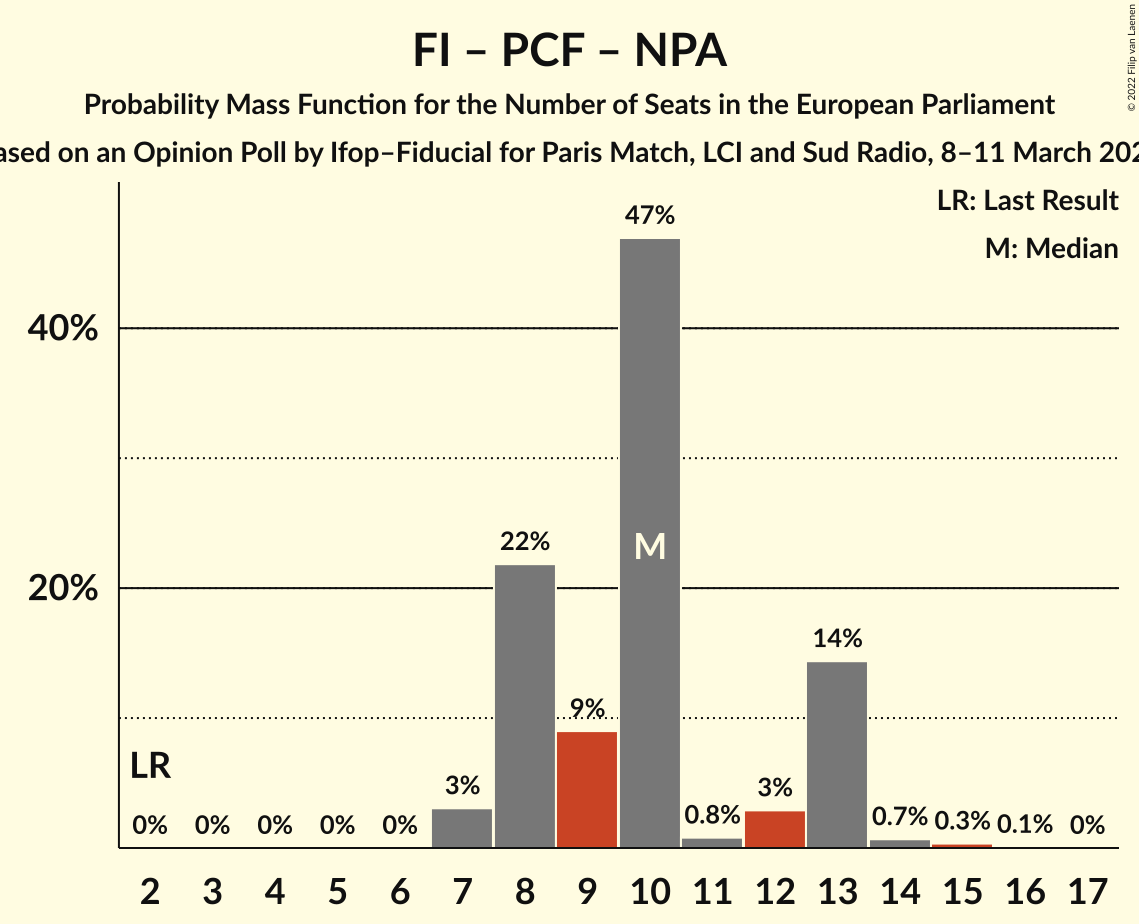 FI – PCF – NPA
Probability Mass Function for the Number of Seats in the European Parliament
ased on an Opinion Poll by Ifop–Fiducial for Paris Match, LCI and Sud Radio, 8–11 March 202
© 2022 Filip van Laenen
LR: Last Result
M: Median
47%
40%
M
22%
20%
14%
9%
LR
3%
3%
0%
0%
0%
0%
0%
0.8%
0.7%
0.3%
0.1%
0%
2 3 4 5 6 7 8 9 10 11 12 13 14 15 16 17